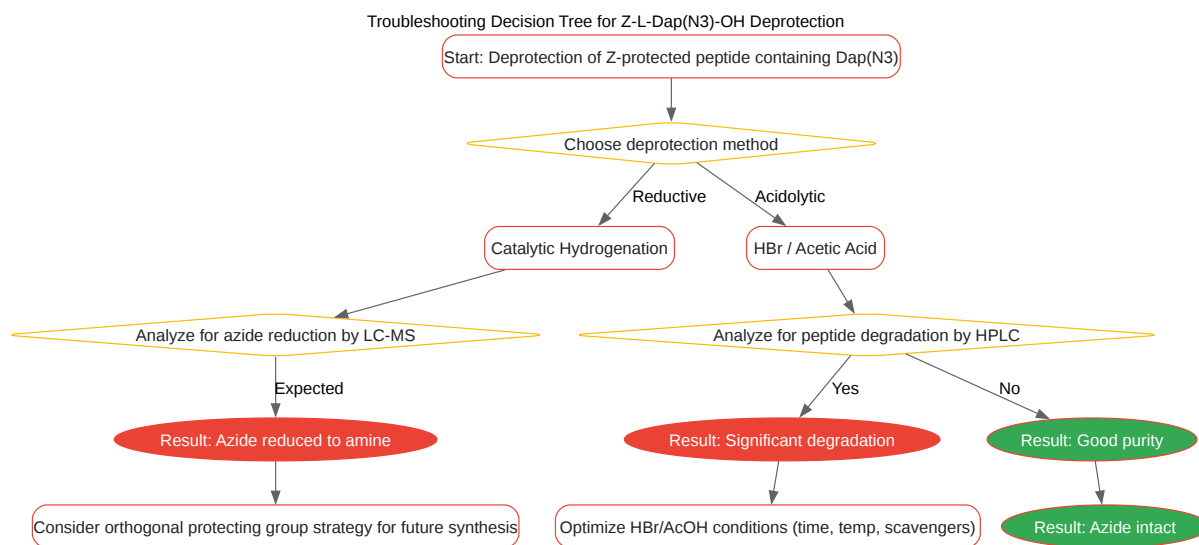 Troubleshooting Decision Tree for Z-L-Dap(N3)-OH Deprotection
Start: Deprotection of Z-protected peptide containing Dap(N3)
Choose deprotection method
Reductive
Acidolytic
Catalytic Hydrogenation
HBr / Acetic Acid
Analyze for azide reduction by LC-MS
Analyze for peptide degradation by HPLC
Expected
Yes
No
Result: Azide reduced to amine
Result: Significant degradation
Result: Good purity
Consider orthogonal protecting group strategy for future synthesis
Optimize HBr/AcOH conditions (time, temp, scavengers)
Result: Azide intact